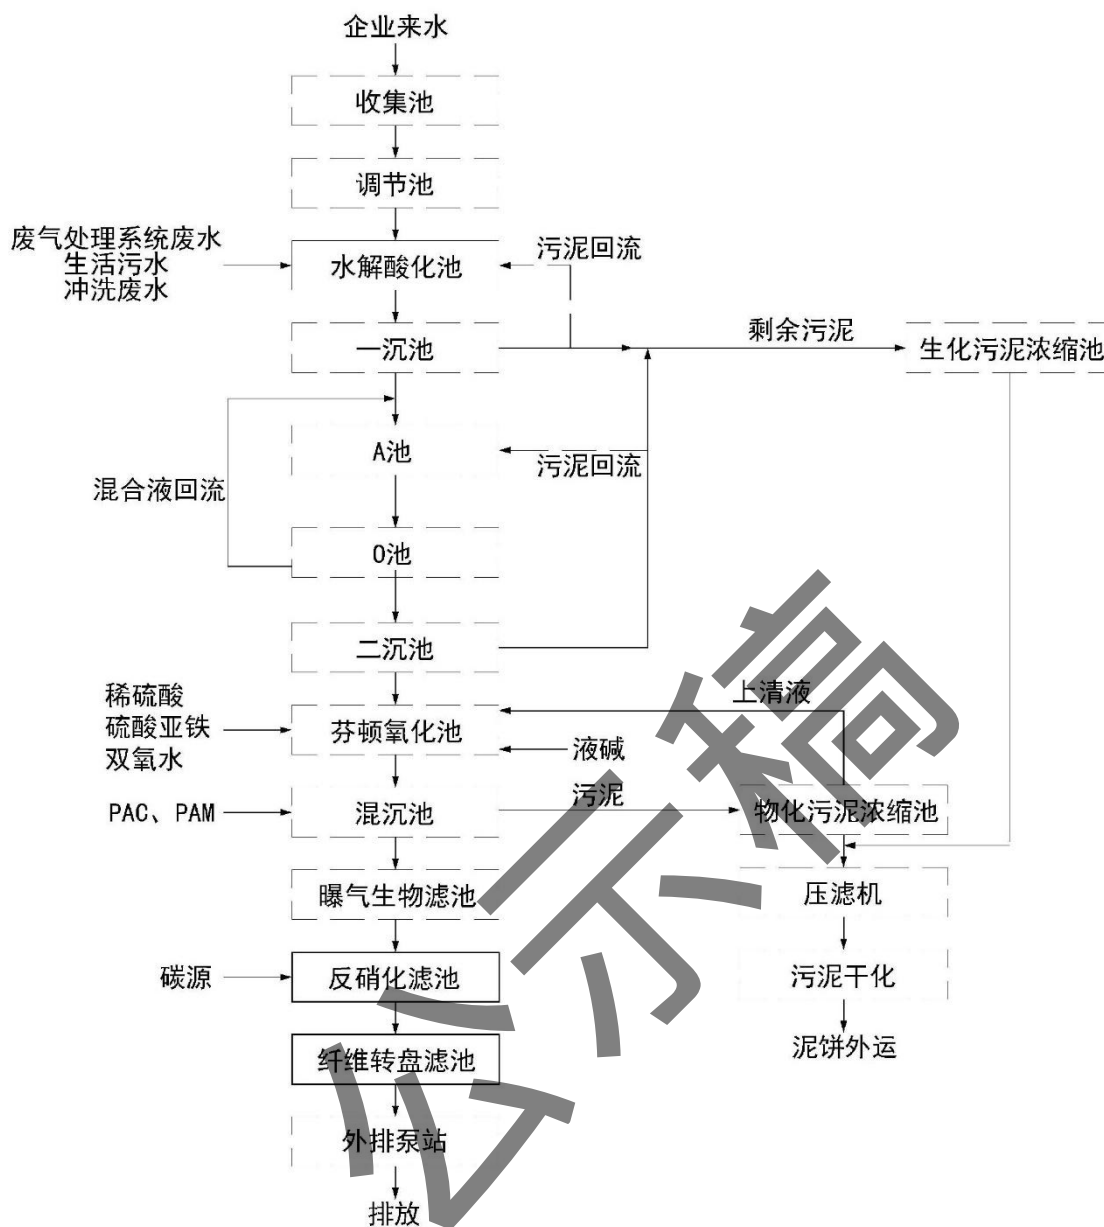 企业来水
收集池
调节池
废气处理系统废水
生活污水
冲洗废水
水解酸化池
污泥回流
一沉池
剩余污泥
生化污泥浓缩池
A池
污泥回流
混合液回流
O池
二沉池
稀硫酸
硫酸亚铁
双氧水
芬顿氧化池
上清液
液碱
PAC、PAM
混沉池
污泥
物化污泥浓缩池
曝气生物滤池
压滤机
碳源
反硝化滤池
污泥干化
纤维转盘滤池
泥饼外运
外排泵站
排放
公示稿